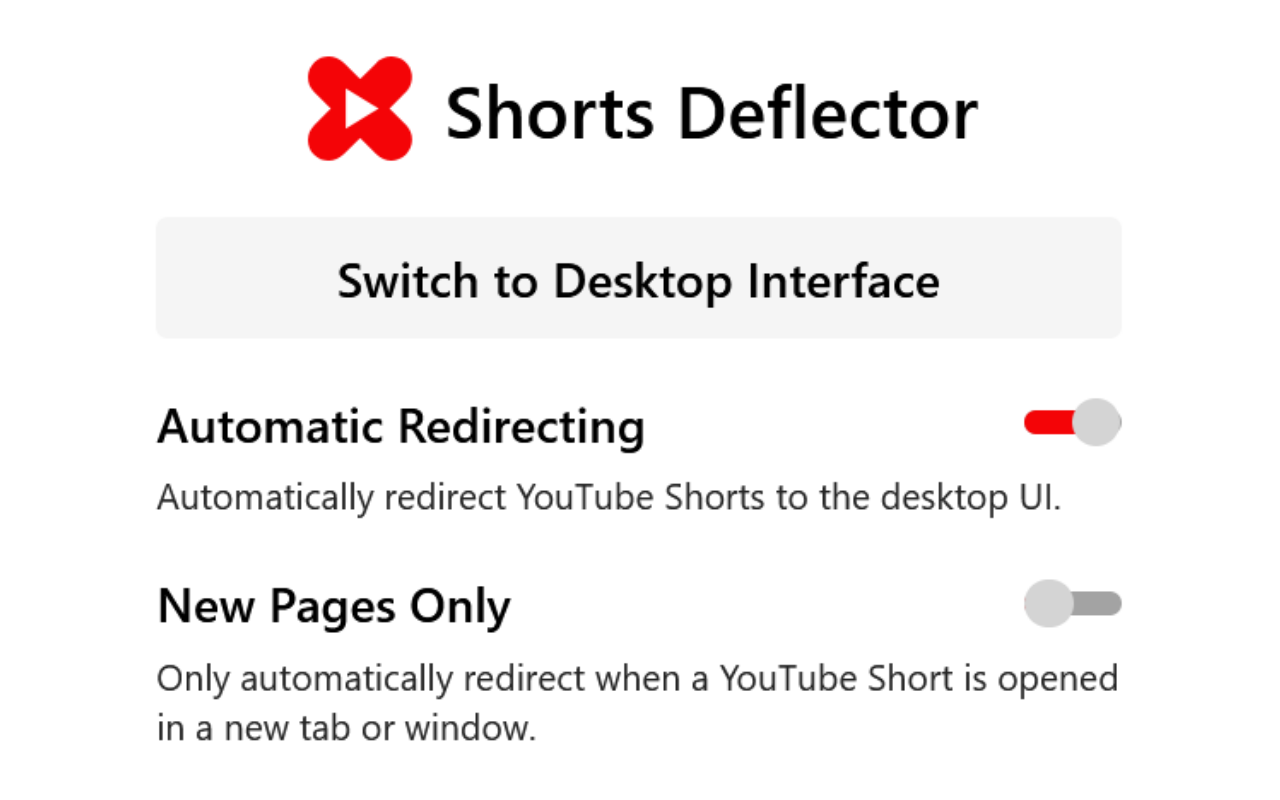 Shorts Deflector
Switch to Desktop Interface
Automatic Redirecting
Automatically redirect YouTube Shorts to the desktop UI.
New Pages Only
Only automatically redirect when a YouTube Short is opened
in a new tab or window.